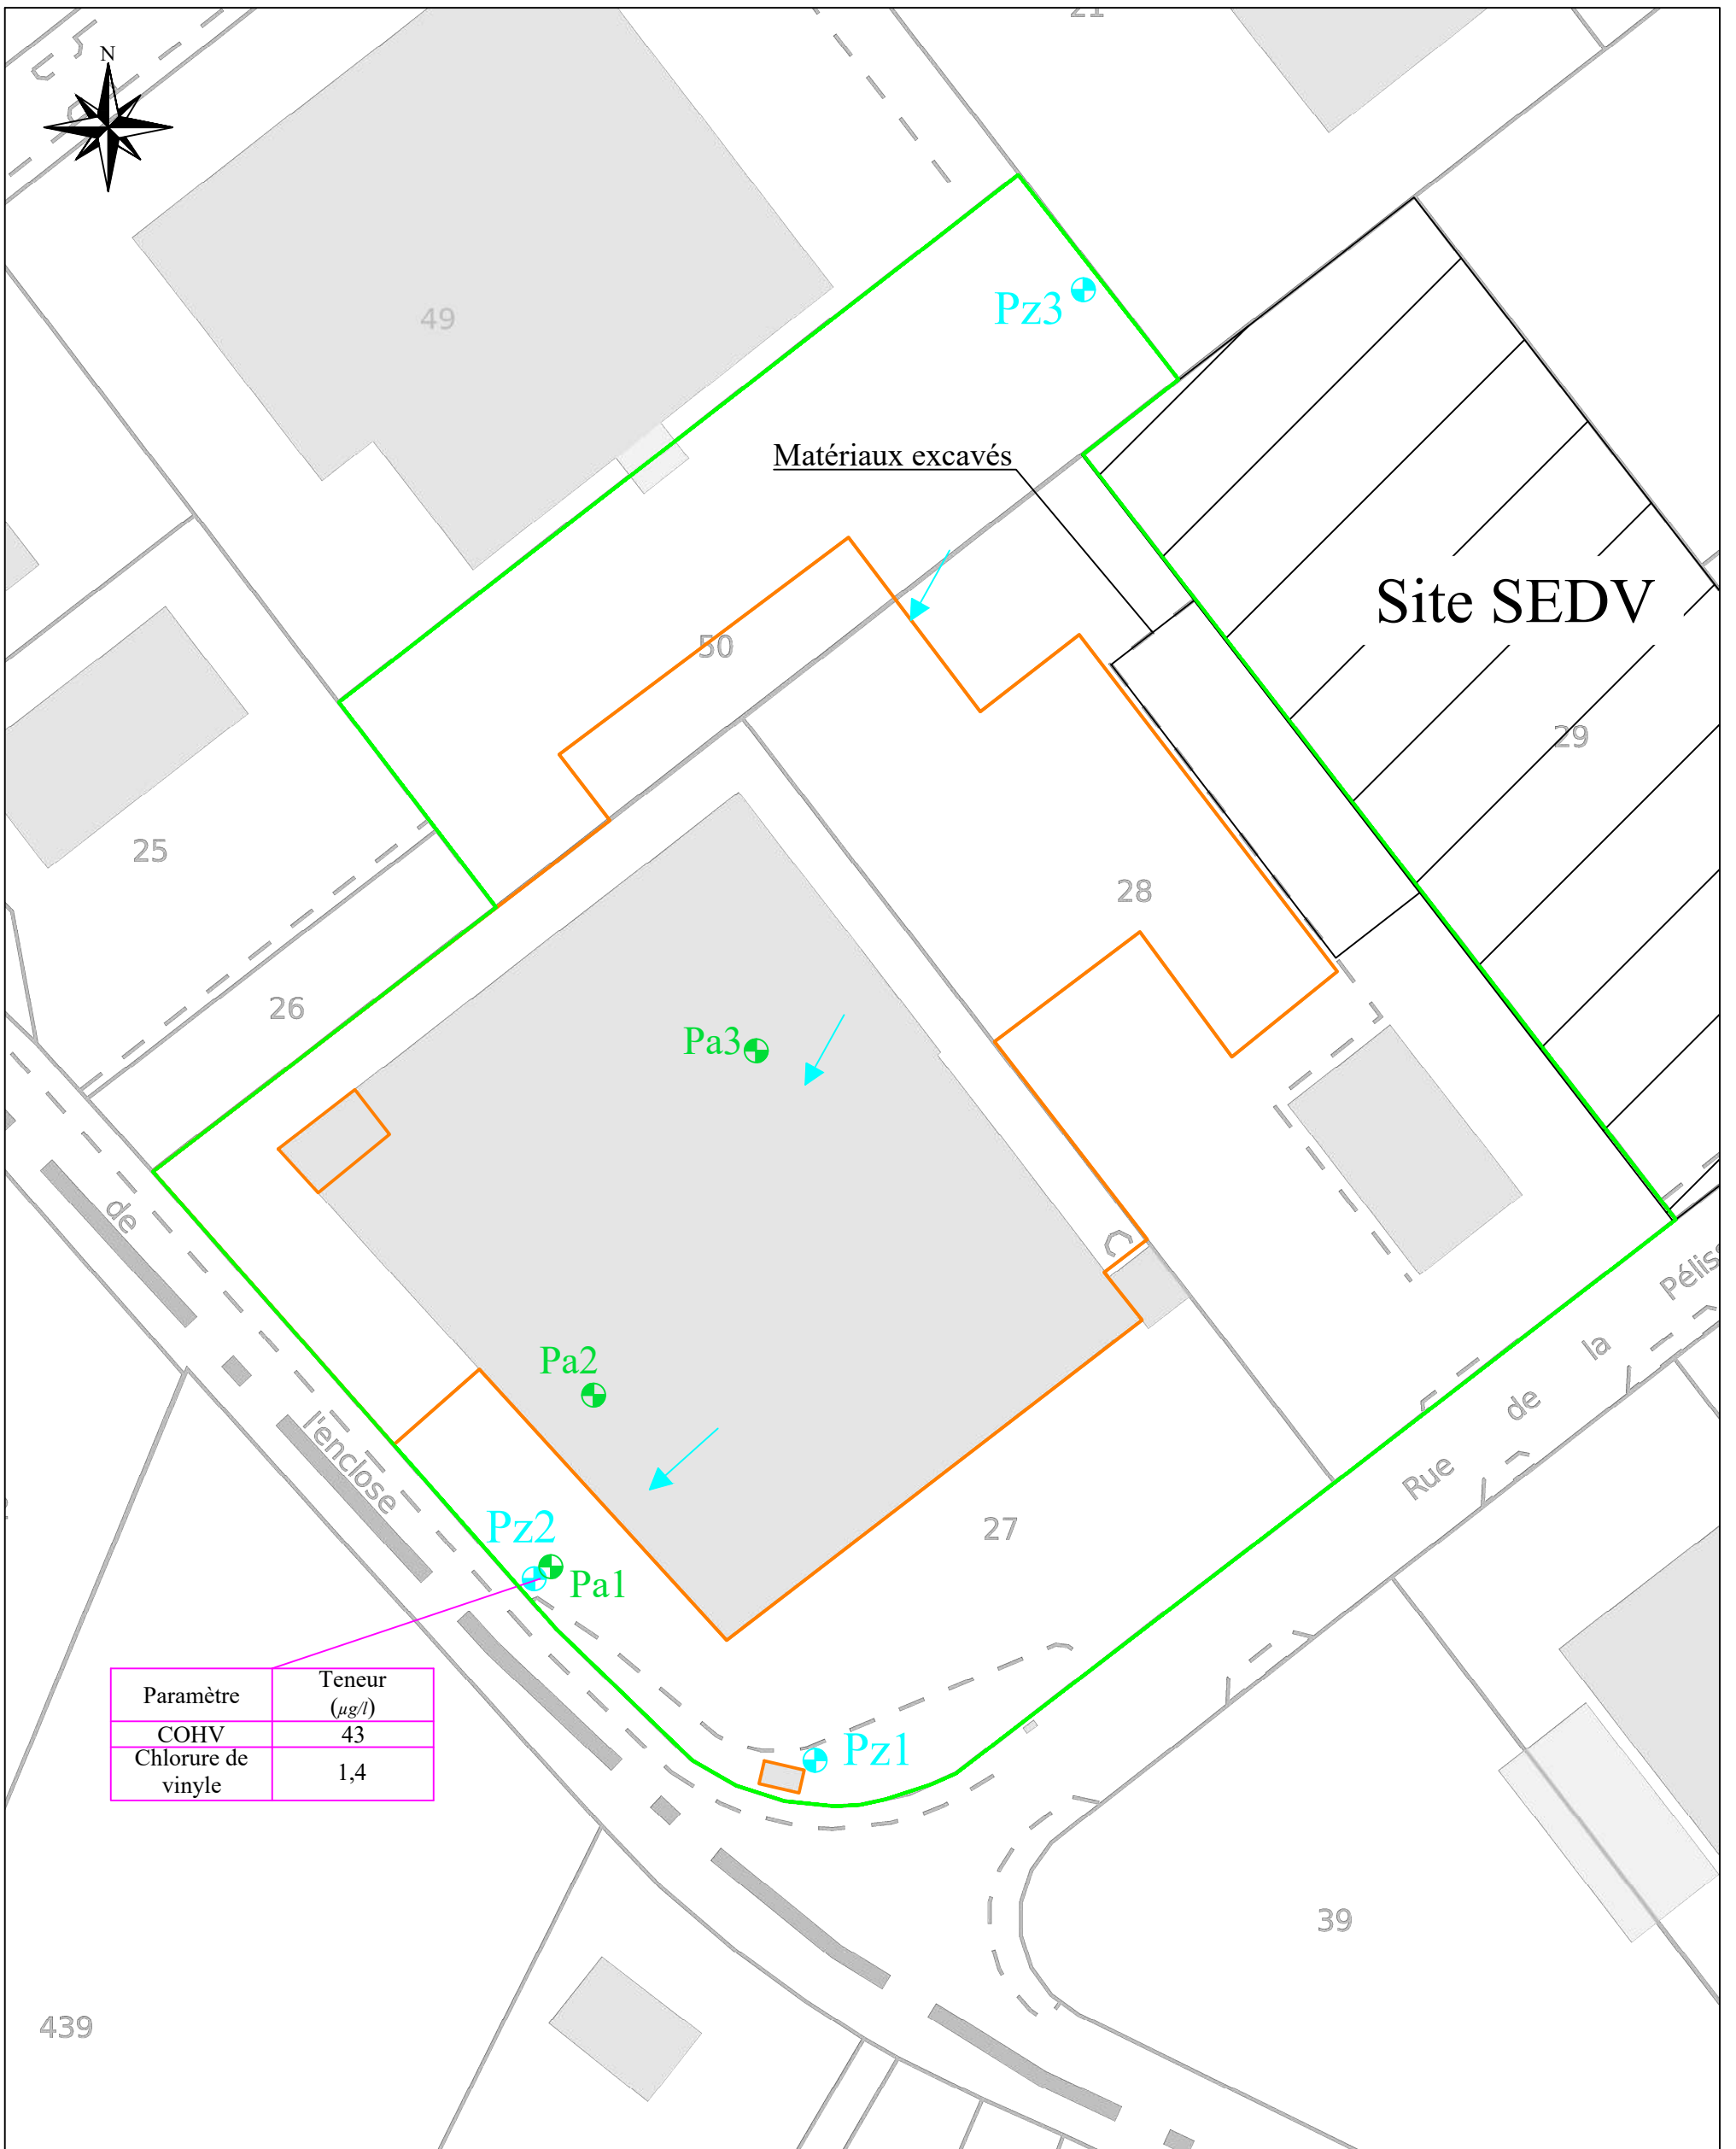 21
N
Pz3
49
Matériaux excavés
Site SEDV
50
29
25
28
26
Pa3
de
Pa2
la
de
Rue
l'enclose
Pz2
27
Pa1
Paramètre
Teneur
(µg/l)
COHV
43
Chlorure de
vinyle
1,4
Pz1
39
439